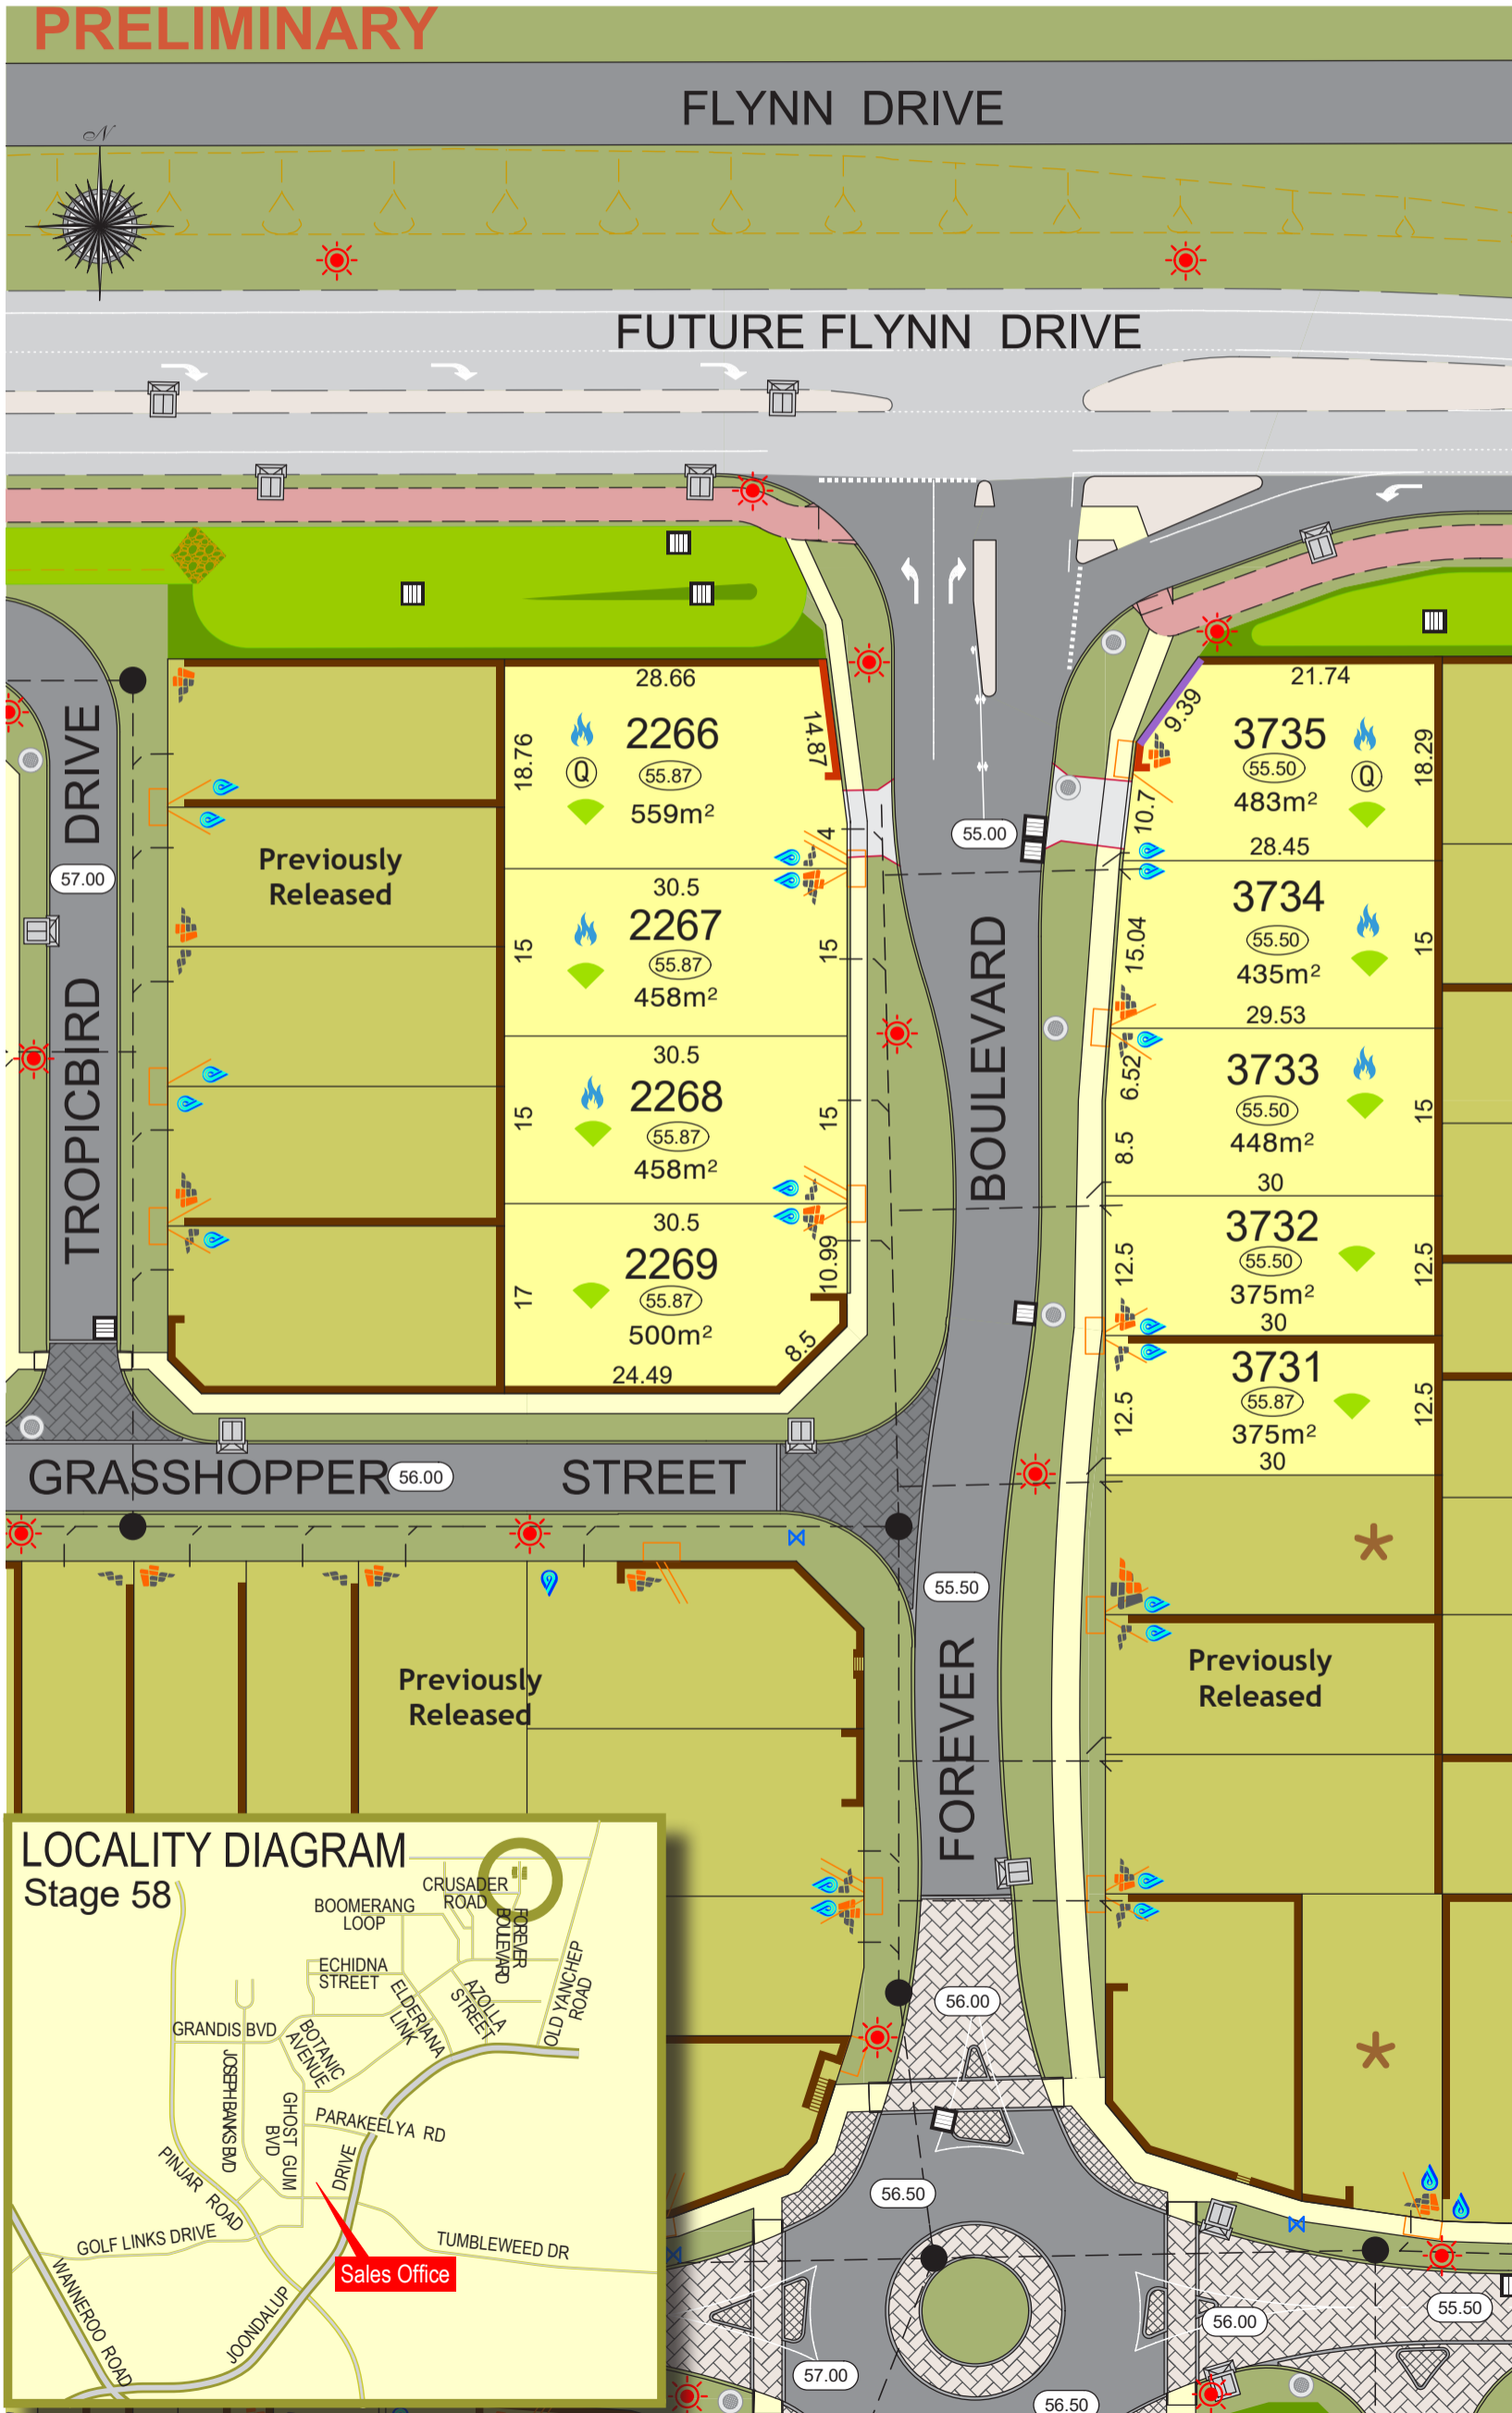 PRELIMINARY
FLYNN DRIVE
N
FUTURE FLYNN DRIVE
TROPICBIRD DRIVE
57.00
Previously
Released
28.66
18.76
2266
14.87
Q
55.87
559m²
4
30.5
15
2267
15
55.87
458m²
30.5
15
2268
15
55.87
458m²
30.5
17
2269
10.99
55.87
500m²
8.5
24.49
55.00
FOREVER BOULEVARD
21.74
9.39
3735
18.29
55.50
Q
483m²
10.7
28.45
3734
15.04
55.50
15
435m²
29.53
3733
6.52
55.50
15
448m²
8.5
30
3732
12.5
55.50
12.5
375m²
30
3731
12.5
55.87
12.5
375m²
30
GRASSHOPPER 56.00 STREET
55.50
Previously
Released
Previously
Released
56.00
56.50
56.00
55.50
57.00
56.50
LOCALITY DIAGRAM
Stage 58
CRUSADER
ROAD
BOOMERANG
LOOP
FOREVER
BOULEVARD
ECHIDNA
STREET
ELDERIANA
LINK
AZOLLA
STREET
OLD YANCHEP
ROAD
GRANDIS BVD
BOTANIC
AVENUE
JOSEPH BANKS BVD
GHOST GUM
BVD
PARAKEELYA RD
PINJAR ROAD
JOONDALUP DRIVE
GOLF LINKS DRIVE
TUMBLEWEED DR
Sales Office
WANNEROO ROAD